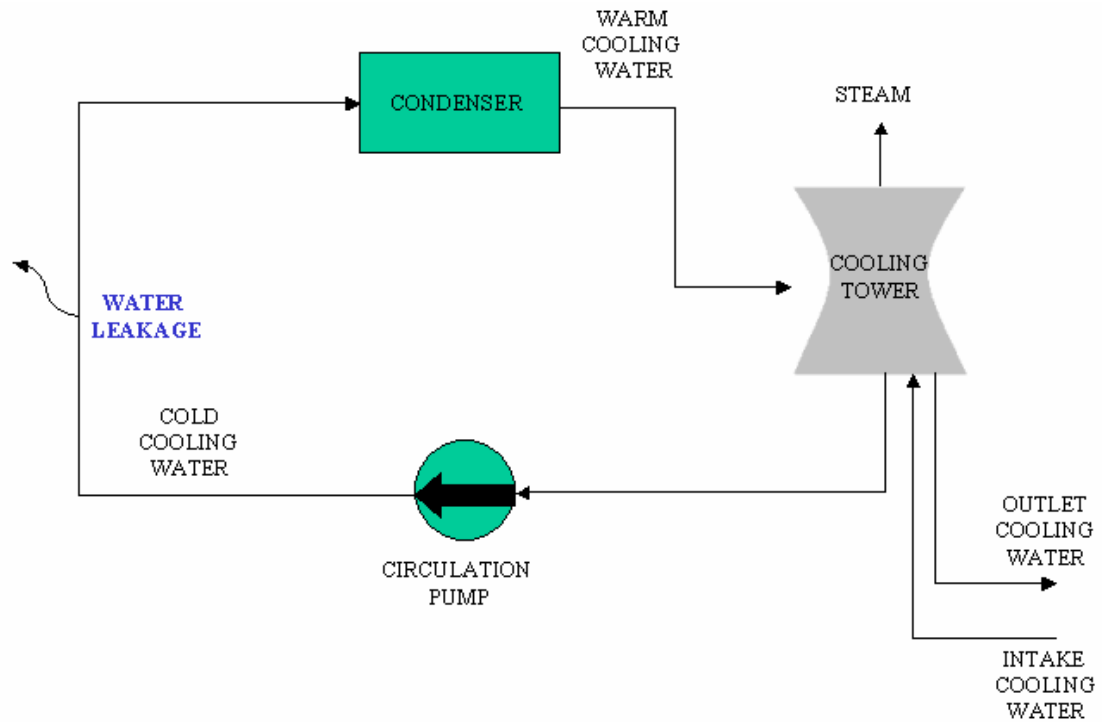 WARM
COOLING
WATER
CONDENSER
STEAM
COOLING
TOWER
WATER
LEAKAGE
COLD
COOLING
WATER
CIRCULATION
PUMP
OUTLET
COOLING
WATER
INTAKE
COOLING
WATER